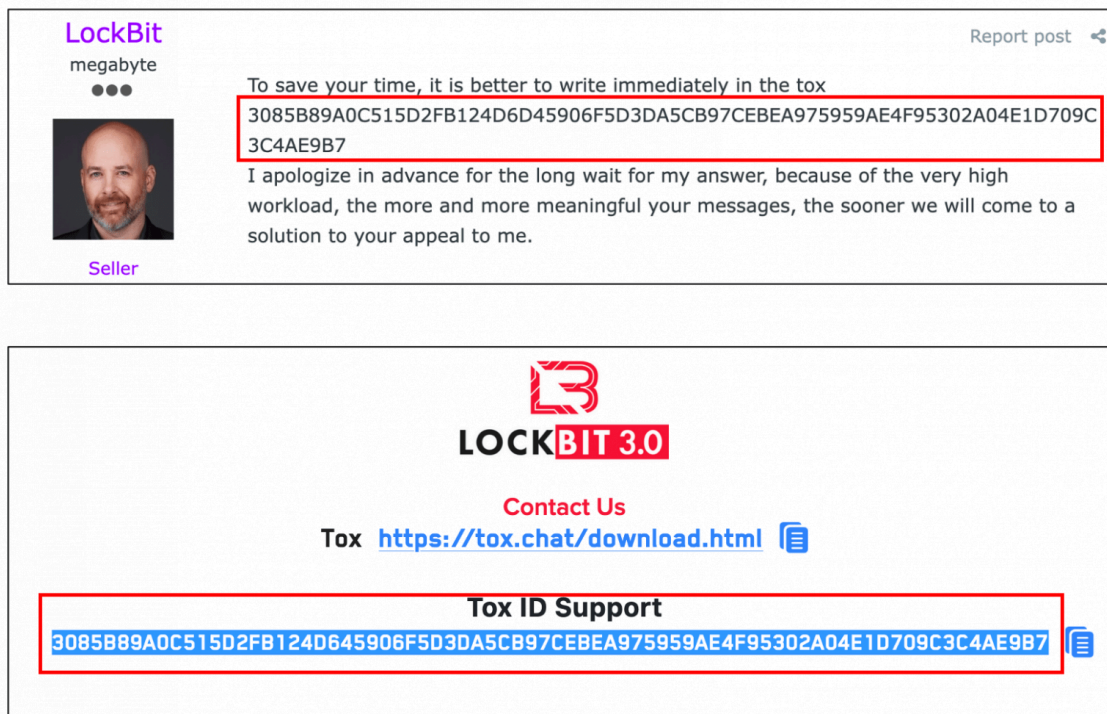 LockBit
megabyte
Report post
To save your time, it is better to write immediately in the tox
3085B89A0C515D2FB124D6D45906F5D3DA5CB97CEBEA975959AE4F95302A04E1D709C
3C4AE9B7
I apologize in advance for the long wait for my answer, because of the very high
workload, the more and more meaningful your messages, the sooner we will come to a
solution to your appeal to me.
Seller
LOCKBIT 3.0
Contact Us
Tox https://tox.chat/download.html
Tox ID Support
3085B89A0C515D2FB124D645906F5D3DA5CB97CEBEA975959AE4F95302A04E1D709C3C4AE9B7